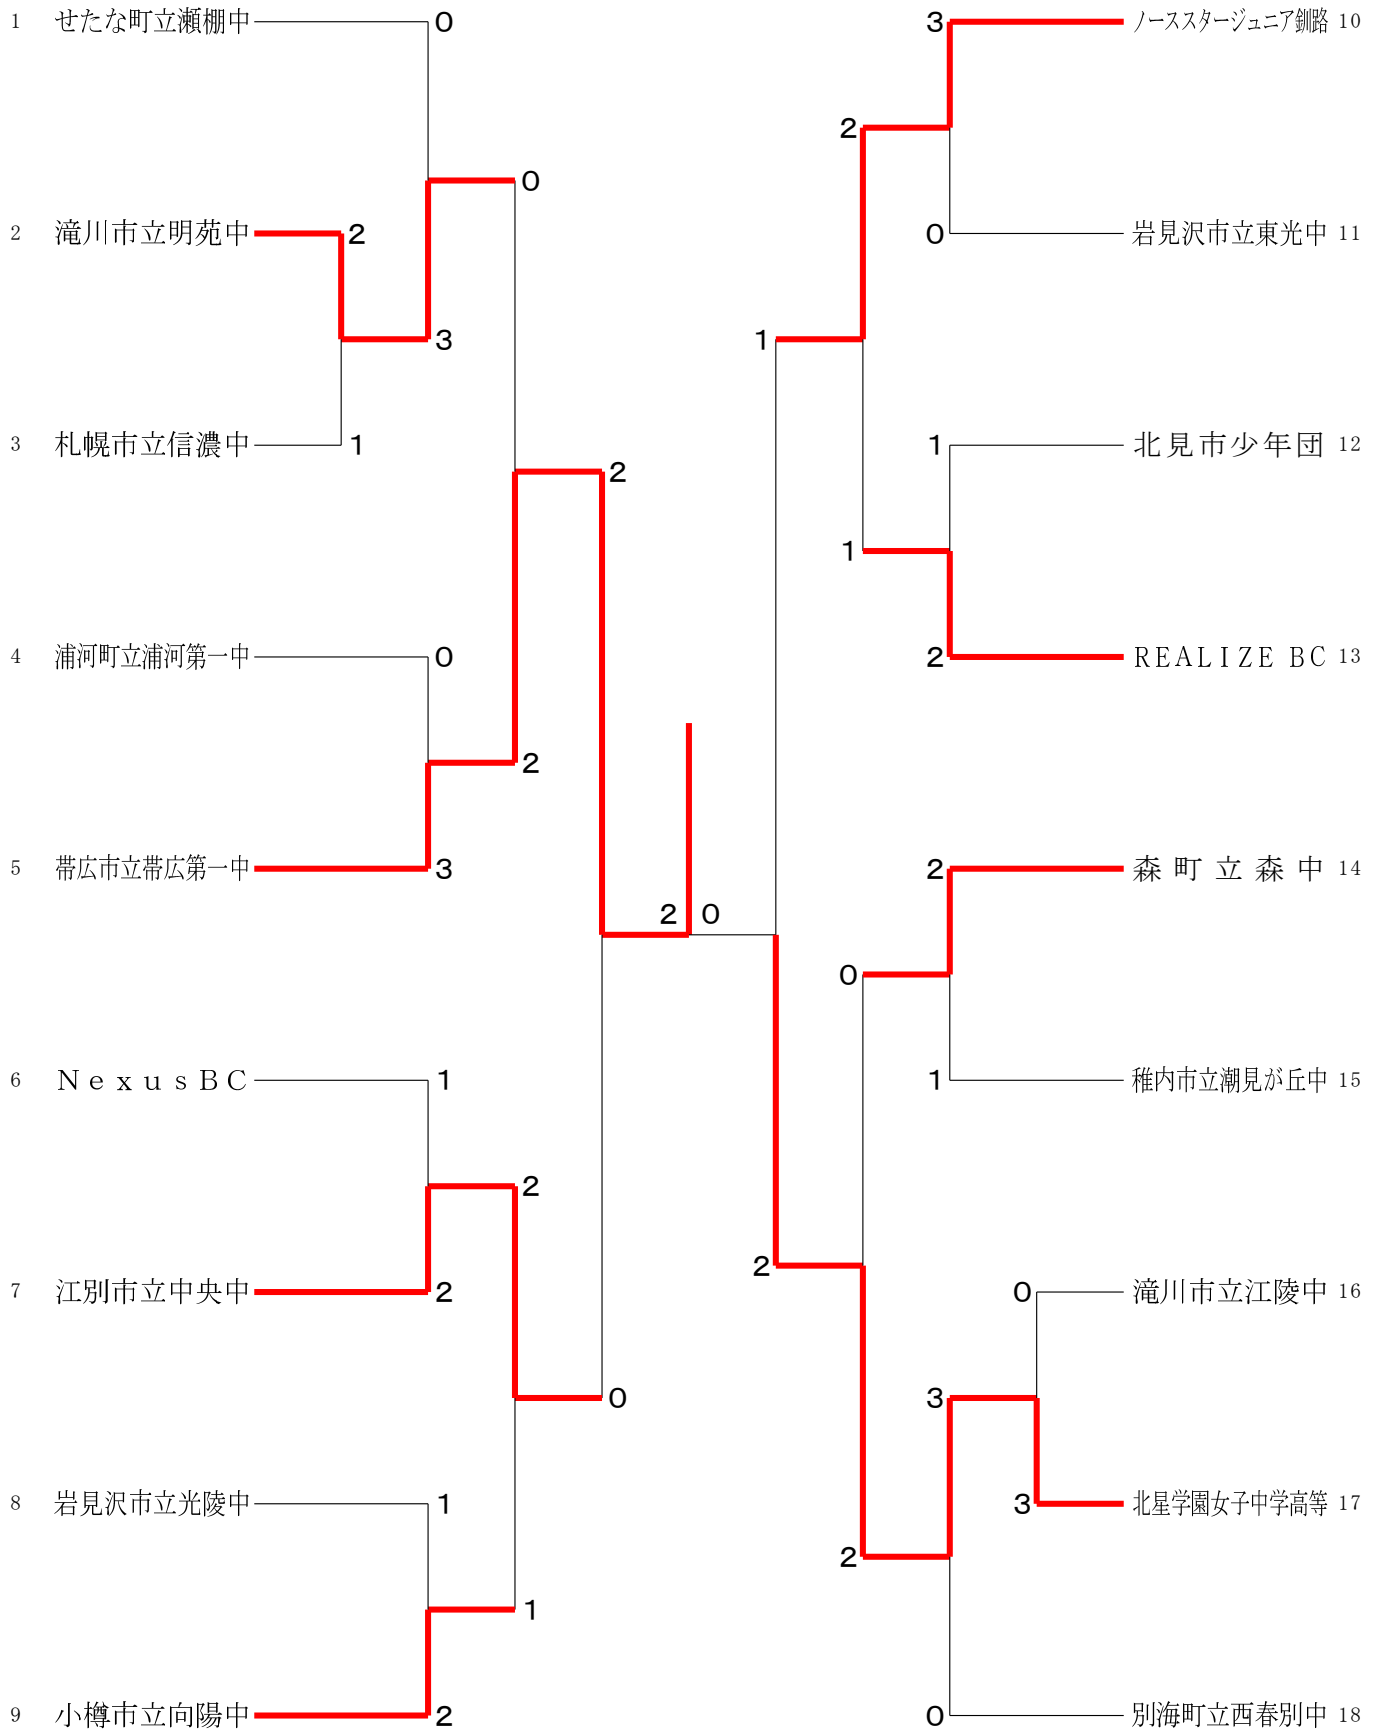 1 せたな町立瀬棚中 0
3 ノーススタージュニア釧路 10
2
0
2 滝川市立明苑中 2
0 岩見沢市立東光中 11
3
1
3 札幌市立信濃中 1
1 北見市少年団 12
2
1
4 浦河町立浦河第一中 0
2 ＲＥＡＬＩＺＥ ＢＣ 13
2
5 帯広市立帯広第一中 3
2 森町立森中 14
2 0
0
6 ＮｅｘｕｓＢＣ 1
1 稚内市立潮見が丘中 15
2
2
7 江別市立中央中 2
0 滝川市立江陵中 16
0
3
8 岩見沢市立光陵中 1
3 北星学園女子中学高等 17
2
1
9 小樽市立向陽中 2
0 別海町立西春別中 18